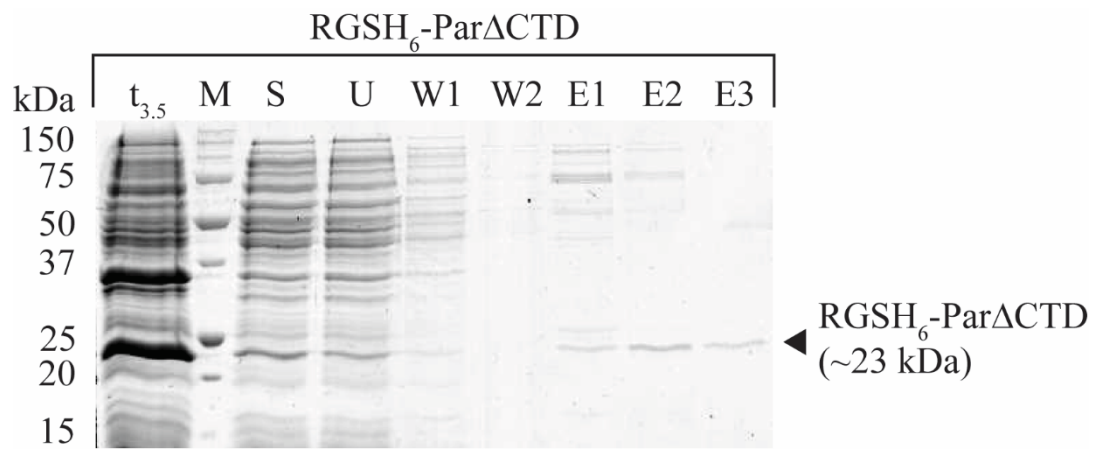 RGSH₆-ParΔCTD
kDa t₃.₅ M S U W1 W2 E1 E2 E3
150
75
50
37
25
20
15
RGSH₆-ParΔCTD
(~23 kDa)